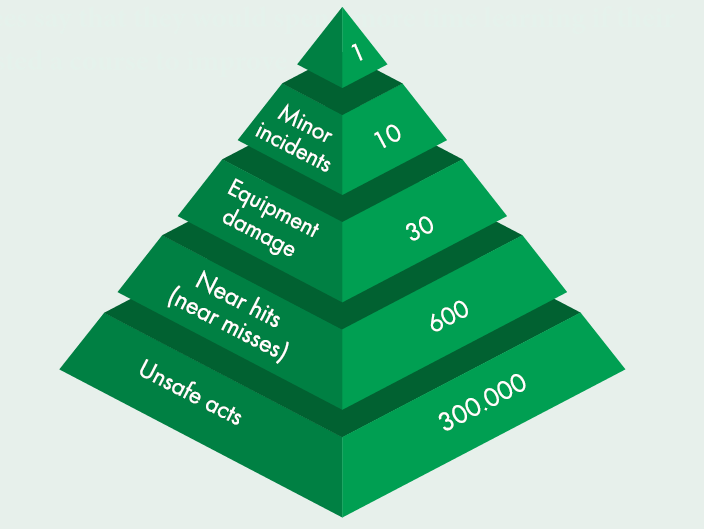 1
Minor
incidents
10
Equipment
damage
30
Near hits
(near misses)
600
Unsafe acts
300.000